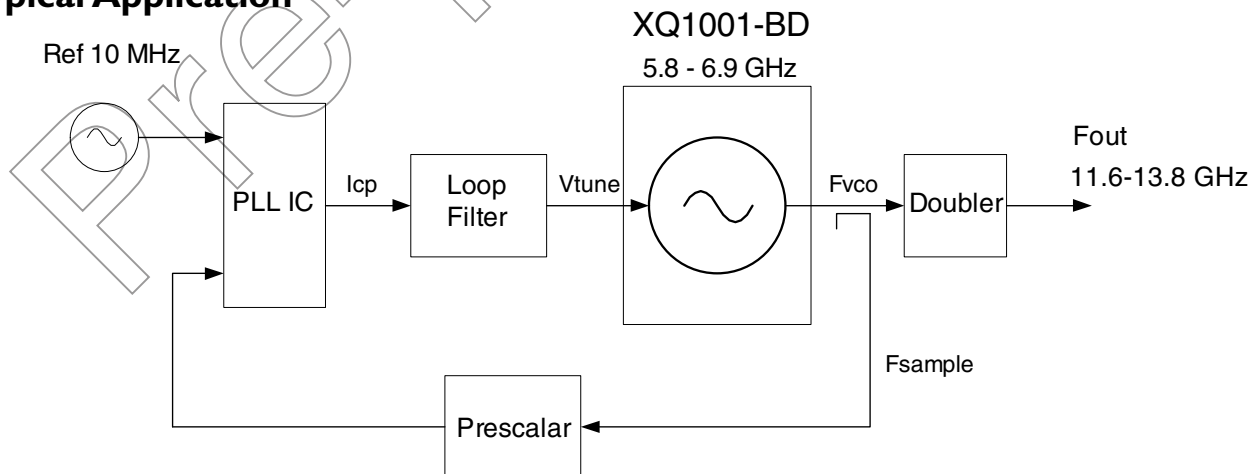 pical Application
XQ1001-BD
Ref 10 MHz
5.8 - 6.9 GHz
Fout
11.6-13.8 GHz
PLL IC
Icp
Loop
Filter
Vtune
Fvco
Doubler
Fsample
Prescalar
Pre